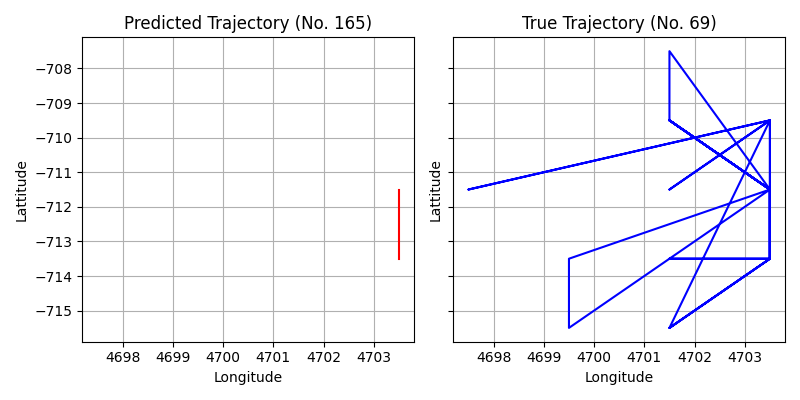 Predicted Trajectory (No. 165)
True Trajectory (No. 69)
−708
−709
−710
−711
−712
−713
−714
−715
Lattitude
Lattitude
4698 4699 4700 4701 4702 4703
4698 4699 4700 4701 4702 4703
Longitude
Longitude